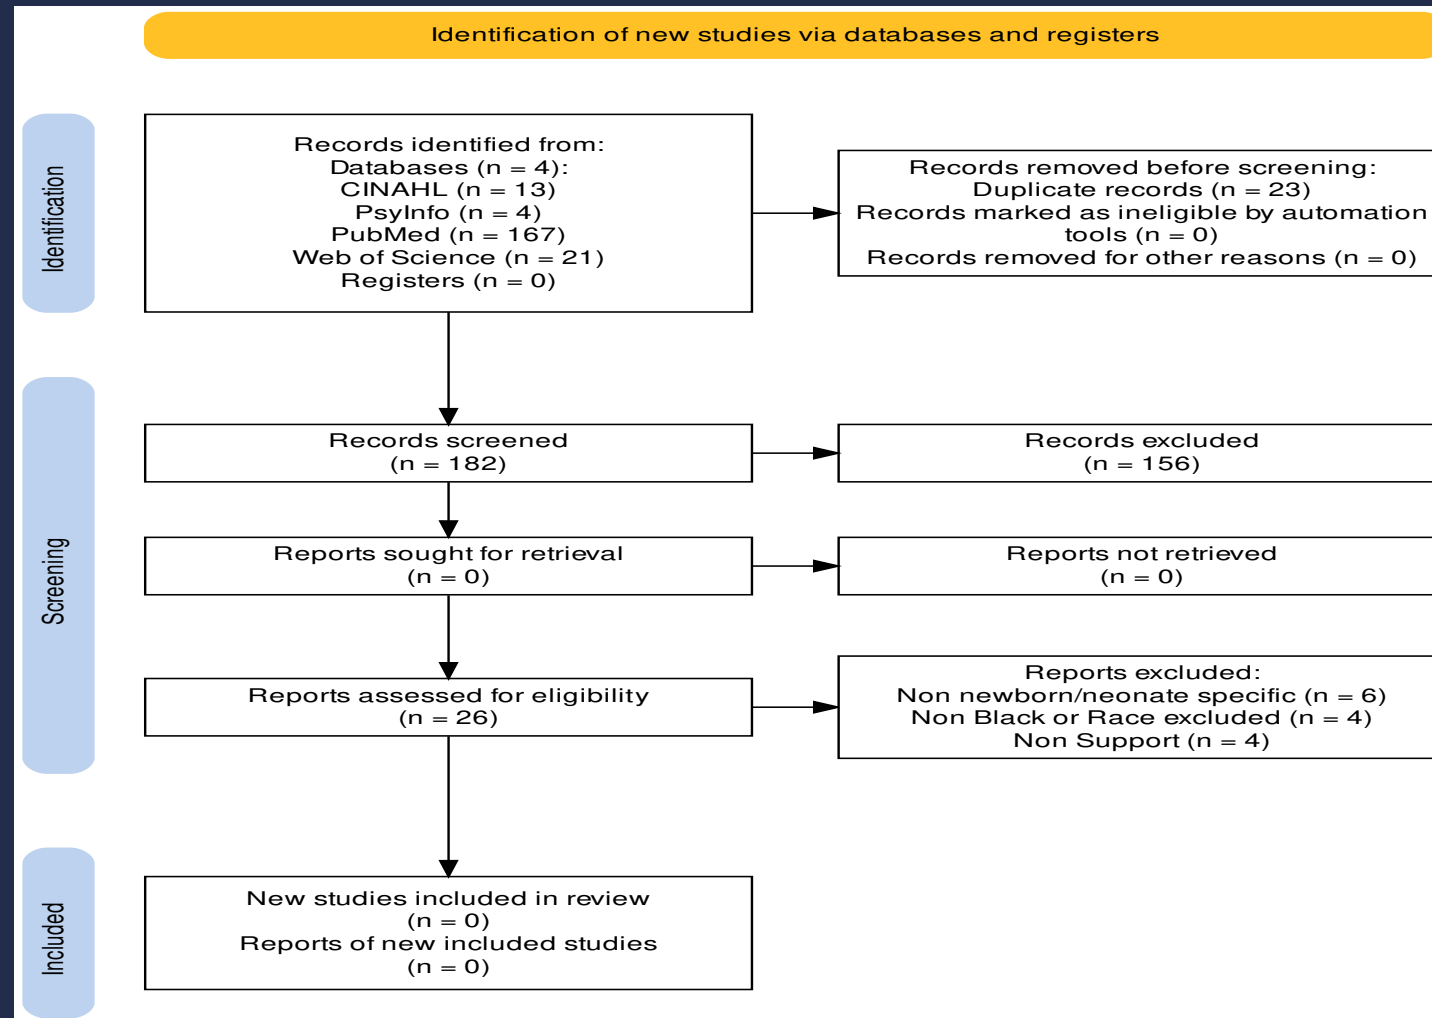 Identification of new studies via databases and registers
Identification
Records identified from:
Databases (n = 4):
CINAHL (n = 13)
PsyInfo (n = 4)
PubMed (n = 167)
Web of Science (n = 21)
Registers (n = 0)
Records removed before screening:
Duplicate records (n = 23)
Records marked as ineligible by automation
tools (n = 0)
Records removed for other reasons (n = 0)
Screening
Records screened
(n = 182)
Records excluded
(n = 156)
Reports sought for retrieval
(n = 0)
Reports not retrieved
(n = 0)
Reports assessed for eligibility
(n = 26)
Reports excluded:
Non newborn/neonate specific (n = 6)
Non Black or Race excluded (n = 4)
Non Support (n = 4)
Included
New studies included in review
(n = 0)
Reports of new included studies
(n = 0)